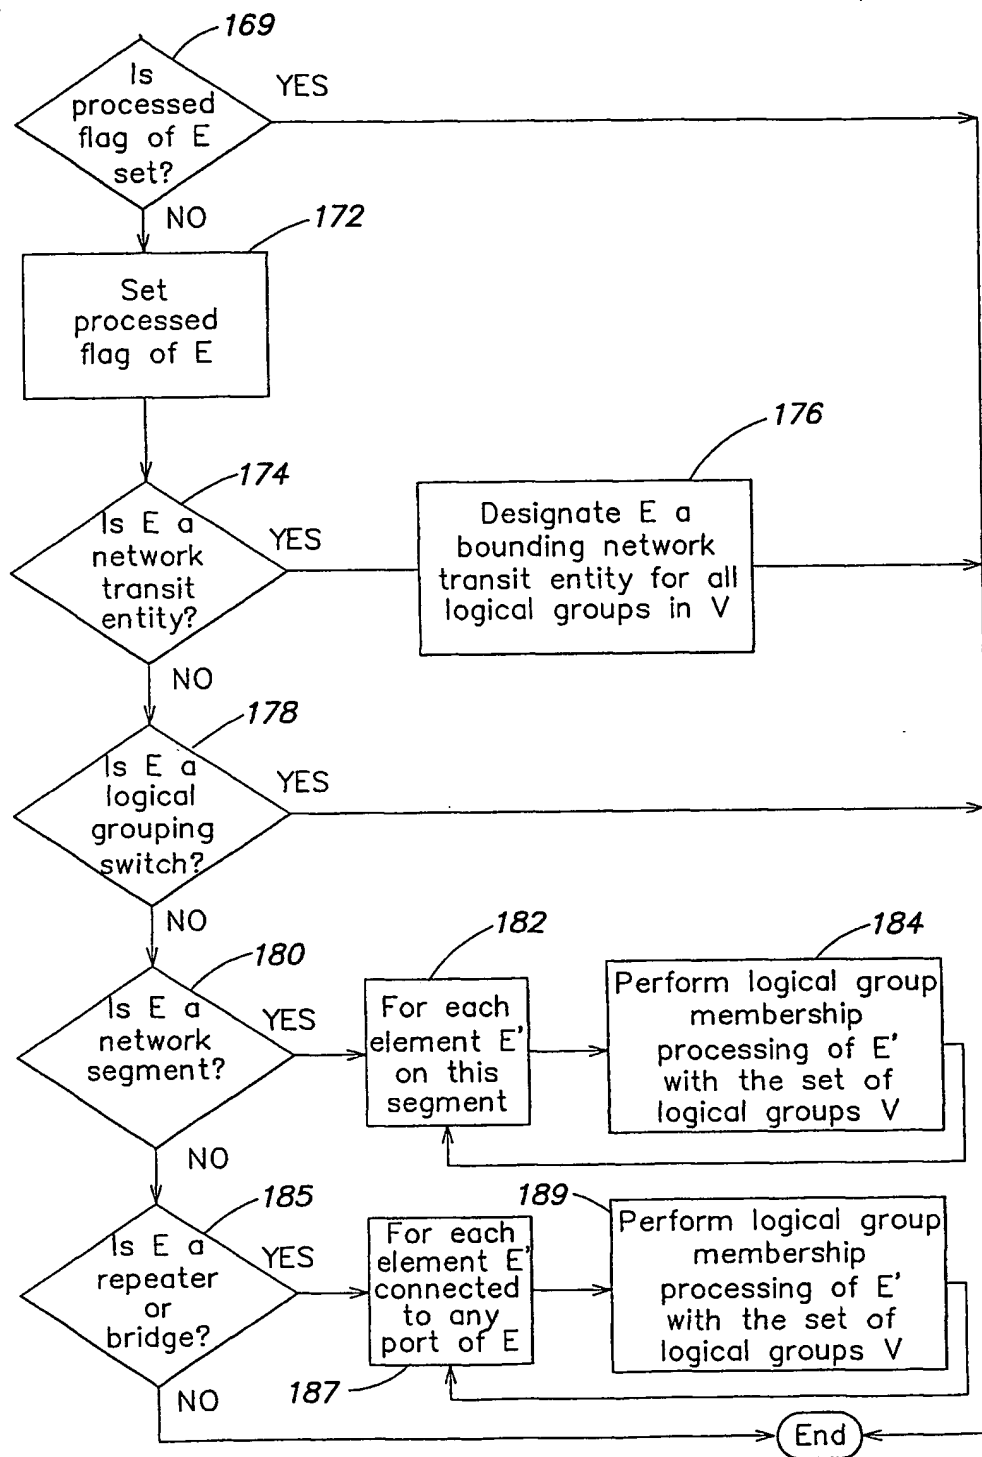 169
Is
processed
flag of E
set?
YES
NO
172
Set
processed
flag of E
174
Is E a
network
transit
entity?
YES
176
Designate E a
bounding network
transit entity for all
logical groups in V
NO
178
Is E a
logical
grouping
switch?
YES
NO
180
Is E a
network
segment?
YES
182
For each
element E'
on this
segment
184
Perform logical group
membership
processing of E'
with the set of
logical groups V
NO
185
Is E a
repeater
or
bridge?
YES
187
For each
element E'
connected
to any
port of E
189
Perform logical group
membership
processing of E'
with the set of
logical groups V
NO
End